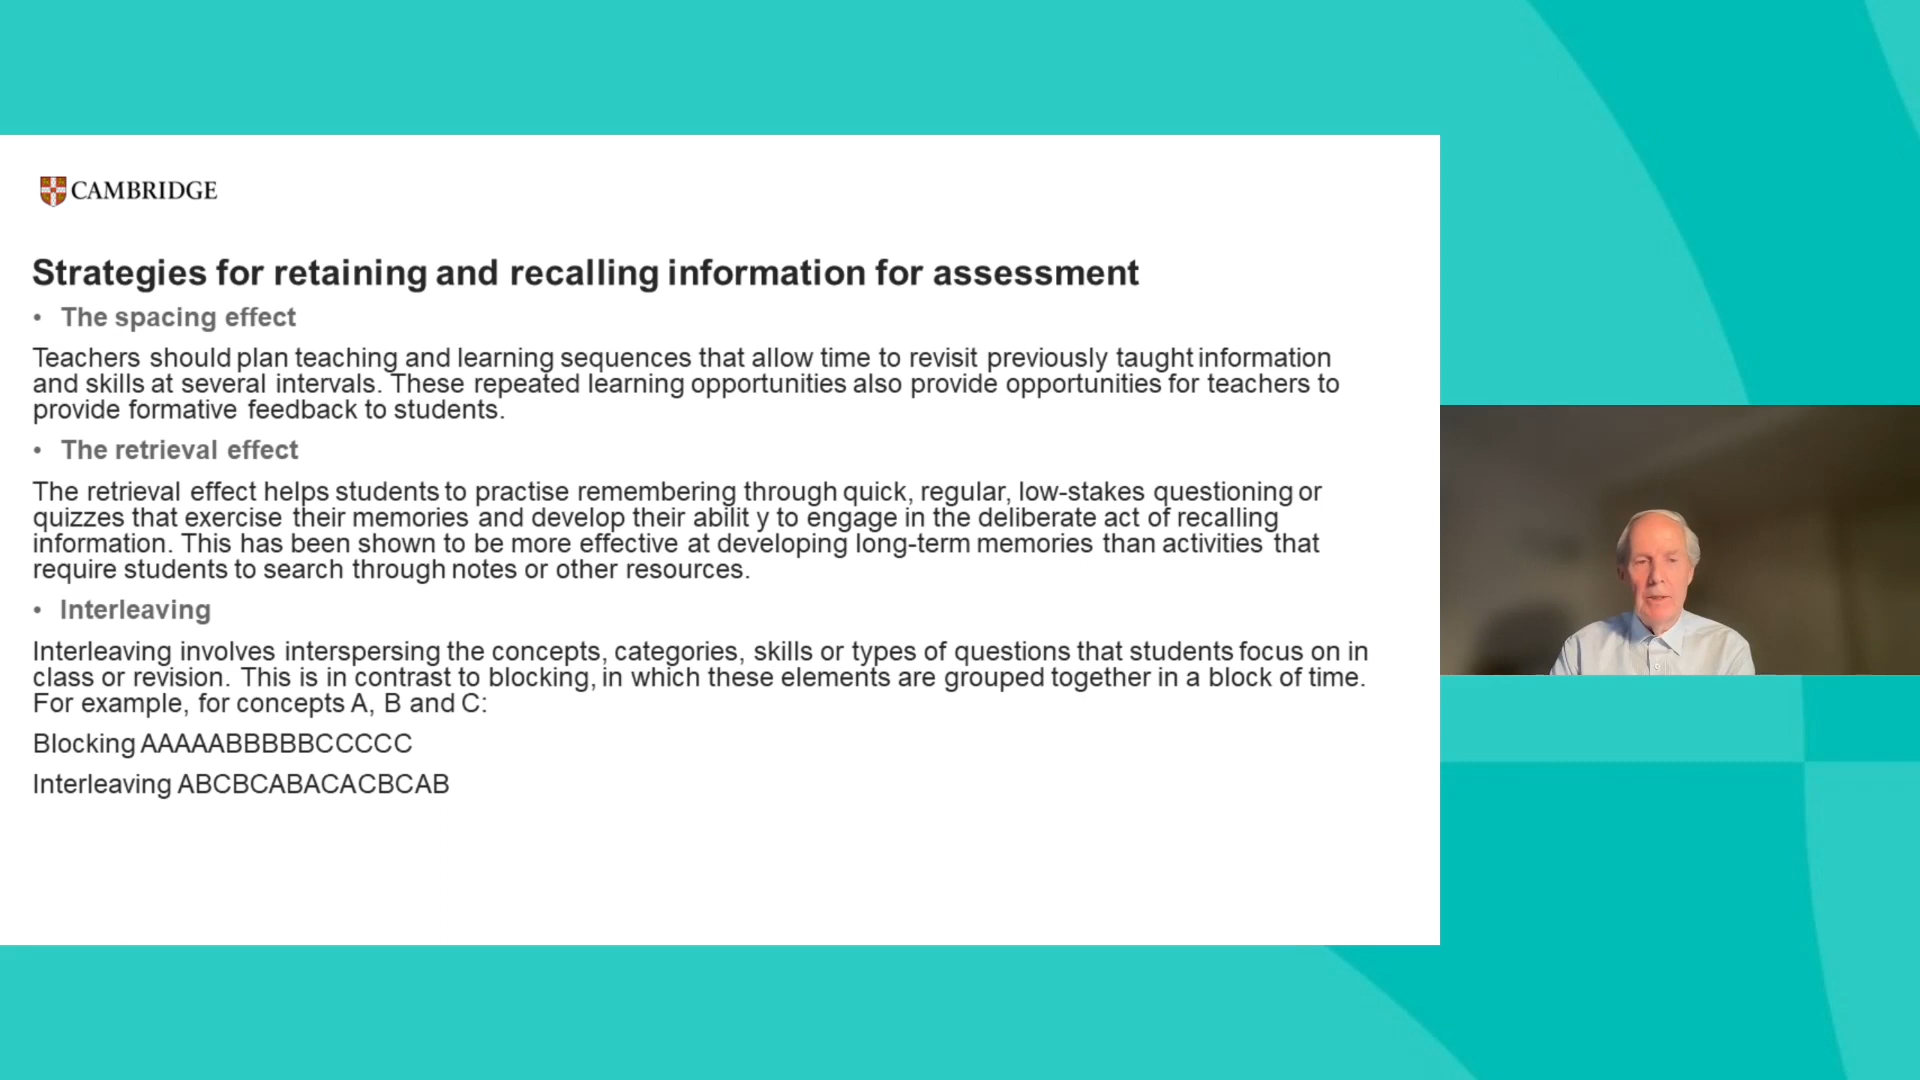 CAMBRIDGE
Strategies for retaining and recalling information for assessment
• The spacing effect
Teachers should plan teaching and learning sequences that allow time to revisit previously taught information
and skills at several intervals. These repeated learning opportunities also provide opportunities for teachers to
provide formative feedback to students.
• The retrieval effect
The retrieval effect helps students to practise remembering through quick, regular, low-stakes questioning or
quizzes that exercise their memories and develop their abilit y to engage in the deliberate act of recalling
information. This has been shown to be more effective at developing long-term memories than activities that
require students to search through notes or other resources.
• Interleaving
Interleaving involves interspersing the concepts, categories, skills or types of questions that students focus on in
class or revision. This is in contrast to blocking, in which these elements are grouped together in a block of time.
For example, for concepts A, B and C:
Blocking AAAAABBBBBCCCCC
Interleaving ABCBCABACACBCAB